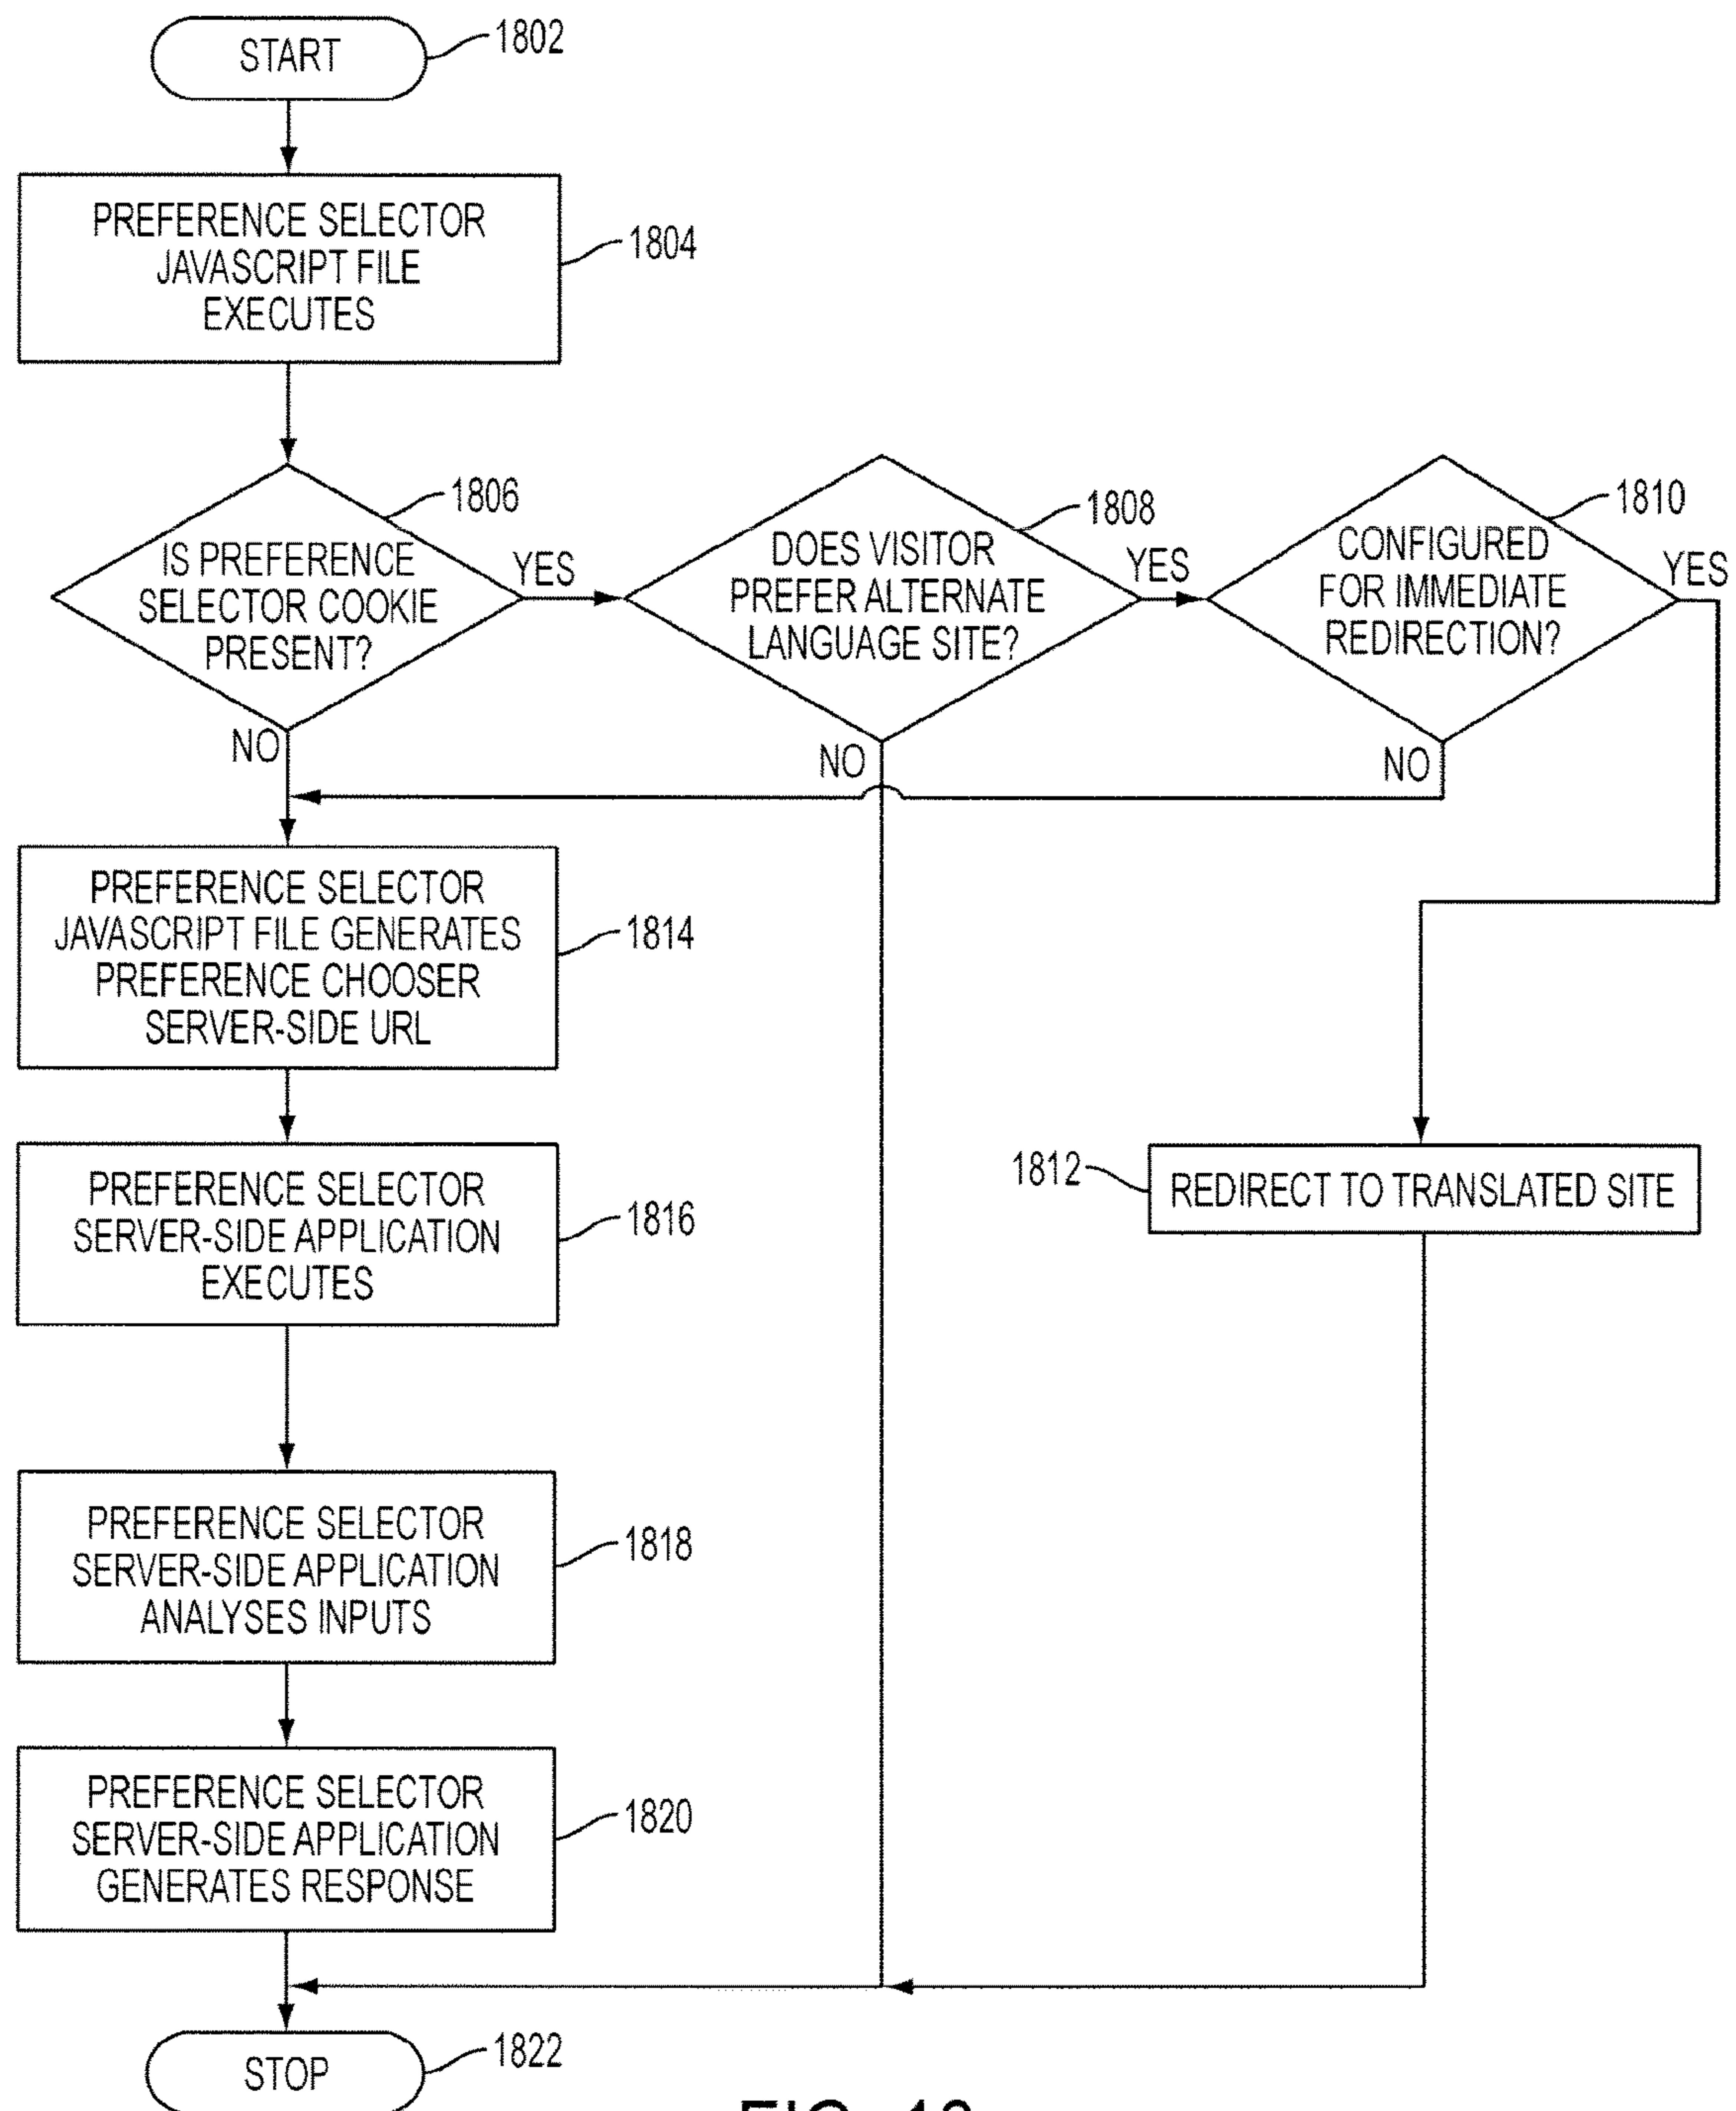 START
1802
PREFERENCE SELECTOR
JAVASCRIPT FILE
EXECUTES
1804
IS PREFERENCE
SELECTOR COOKIE
PRESENT?
1806
YES
NO
DOES VISITOR
PREFER ALTERNATE
LANGUAGE SITE?
1808
YES
NO
CONFIGURED
FOR IMMEDIATE
REDIRECTION?
1810
YES
NO
PREFERENCE SELECTOR
JAVASCRIPT FILE GENERATES
PREFERENCE CHOOSER
SERVER-SIDE URL
1814
PREFERENCE SELECTOR
SERVER-SIDE APPLICATION
EXECUTES
1816
1812
REDIRECT TO TRANSLATED SITE
PREFERENCE SELECTOR
SERVER-SIDE APPLICATION
ANALYSES INPUTS
1818
PREFERENCE SELECTOR
SERVER-SIDE APPLICATION
GENERATES RESPONSE
1820
STOP
1822